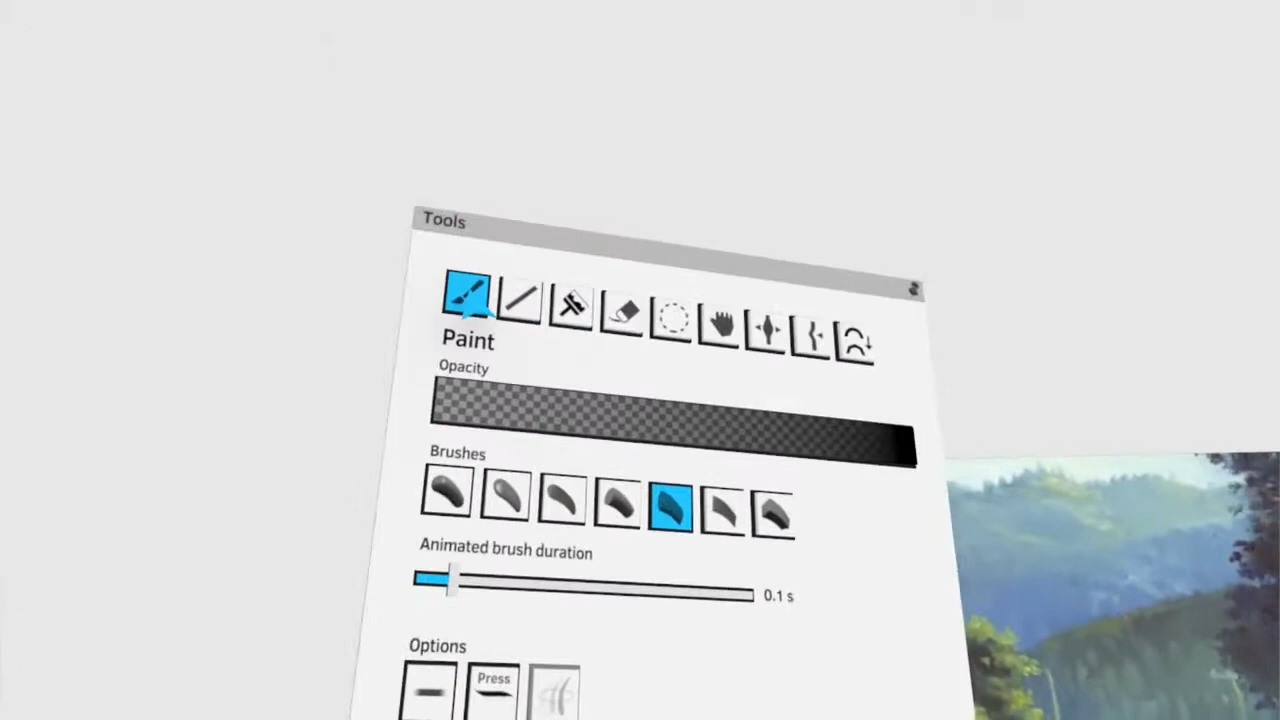 Tools
Paint
Opacity
Brushes
Animated brush duration
0.1 s
Options
Press